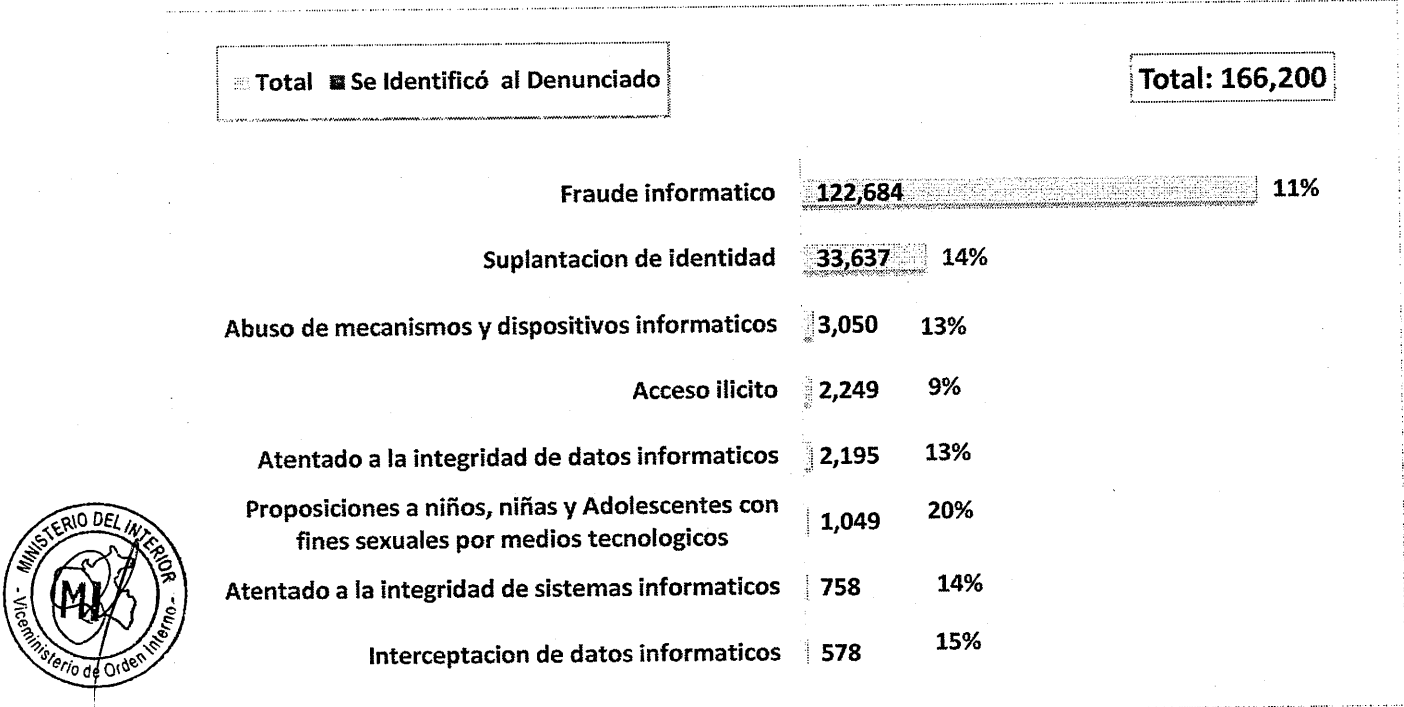 Total Se Identificó al Denunciado
Total: 166,200
Fraude informatico 122,684 11%
Suplantacion de identidad 33,637 14%
Abuso de mecanismos y dispositivos informaticos 3,050 13%
Acceso ilicito 2,249 9%
Atentado a la integridad de datos informaticos 2,195 13%
Proposiciones a niños, niñas y Adolescentes con
fines sexuales por medios tecnologicos 1,049 20%
Atentado a la integridad de sistemas informaticos 758 14%
Interceptacion de datos informaticos 578 15%
MINISTERIO DEL INTERIOR
MI
- Viceministerio de Orden Interno -